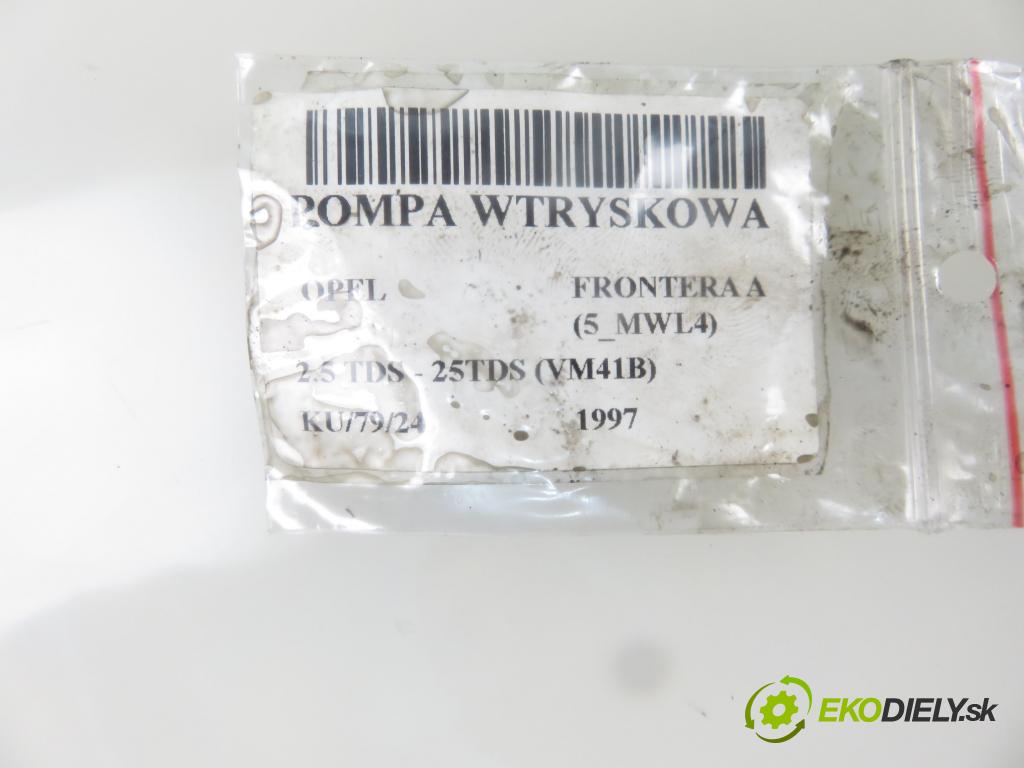 POMPA WTRYSKOWA
OPEL FRONTERA A
(5_MWL4)
2.5 TDS - 25TDS (VM41B)
KU/79/24 1997
EKODIELY.sk